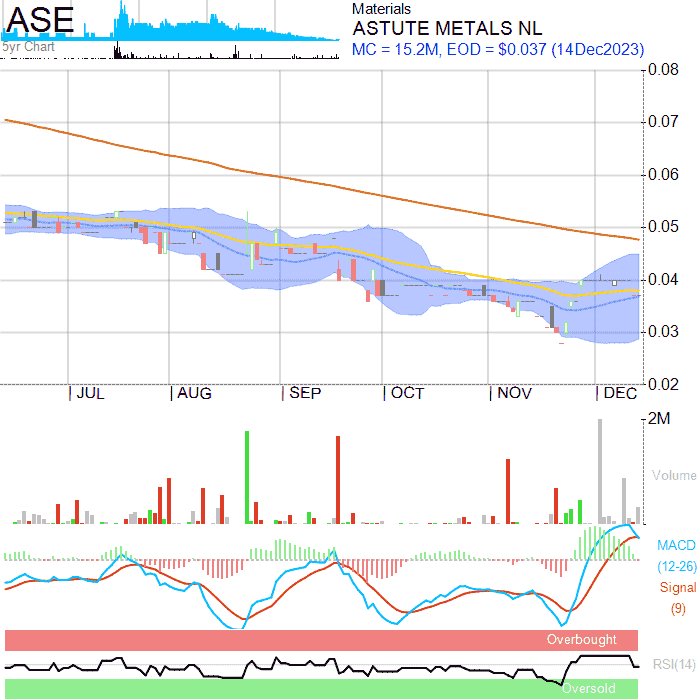 ASE
5yr Chart
Materials
ASTUTE METALS NL
MC = 15.2M, EOD = $0.037 (14Dec2023)
0.08
0.07
0.06
0.05
0.04
0.03
0.02
JUL AUG SEP OCT NOV DEC
2M
Volume
MACD
(12-26)
Signal
(9)
Overbought
RSI(14)
Oversold